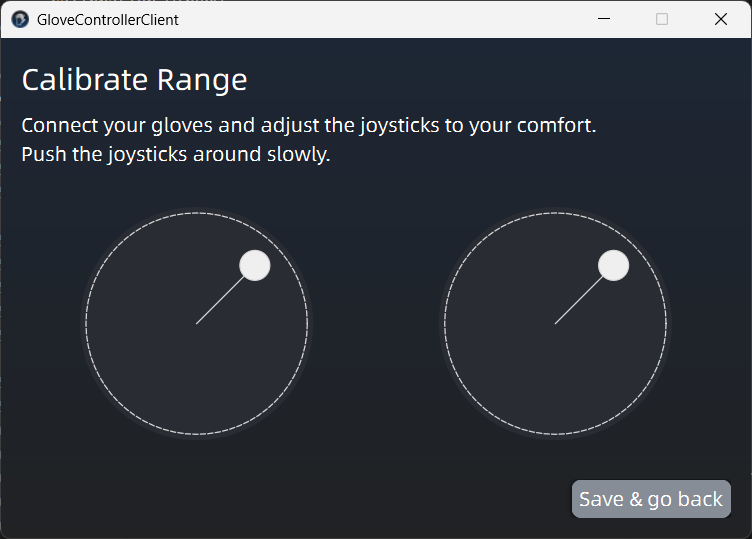 GloveControllerClient
Calibrate Range
Connect your gloves and adjust the joysticks to your comfort.
Push the joysticks around slowly.
Save & go back